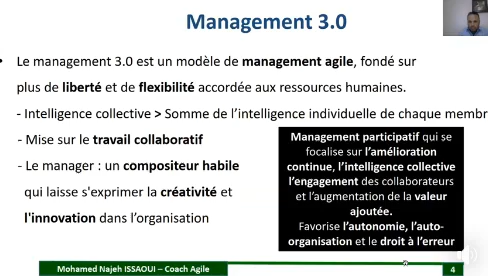 Management 3.0
• Le management 3.0 est un modèle de management agile, fondé sur
plus de liberté et de flexibilité accordée aux ressources humaines.
- Intelligence collective > Somme de l'intelligence individuelle de chaque membr
- Mise sur le travail collaboratif
- Le manager : un compositeur habile
qui laisse s'exprimer la créativité et
l'innovation dans l'organisation
Management participatif qui se
focalise sur l'amélioration
continue, l'intelligence collective
l'engagement des collaborateurs
et l'augmentation de la valeur
ajoutée.
Favorise l'autonomie, l'auto-
organisation et le droit à l'erreur
Mohamed Najeh ISSAOUI – Coach Agile
4